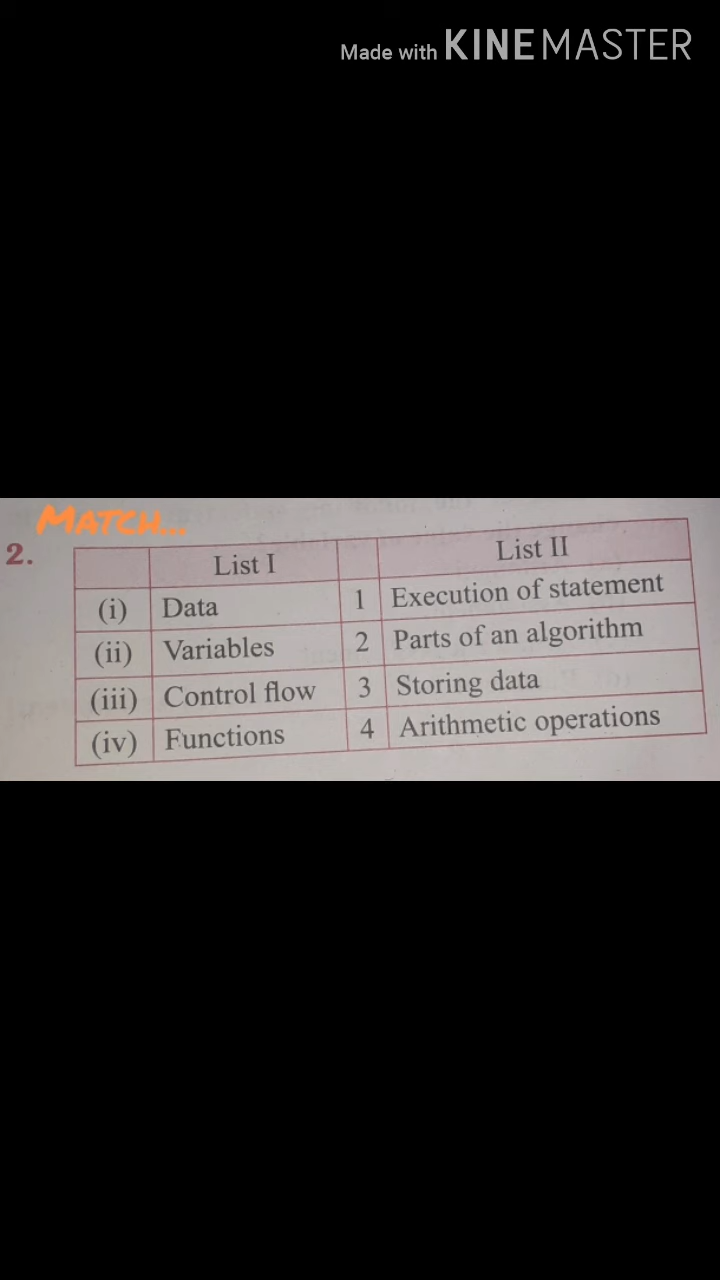 Made with KINEMASTER
MATCH...
2.
List I List II
(i) Data 1 Execution of statement
(ii) Variables 2 Parts of an algorithm
(iii) Control flow 3 Storing data
(iv) Functions 4 Arithmetic operations